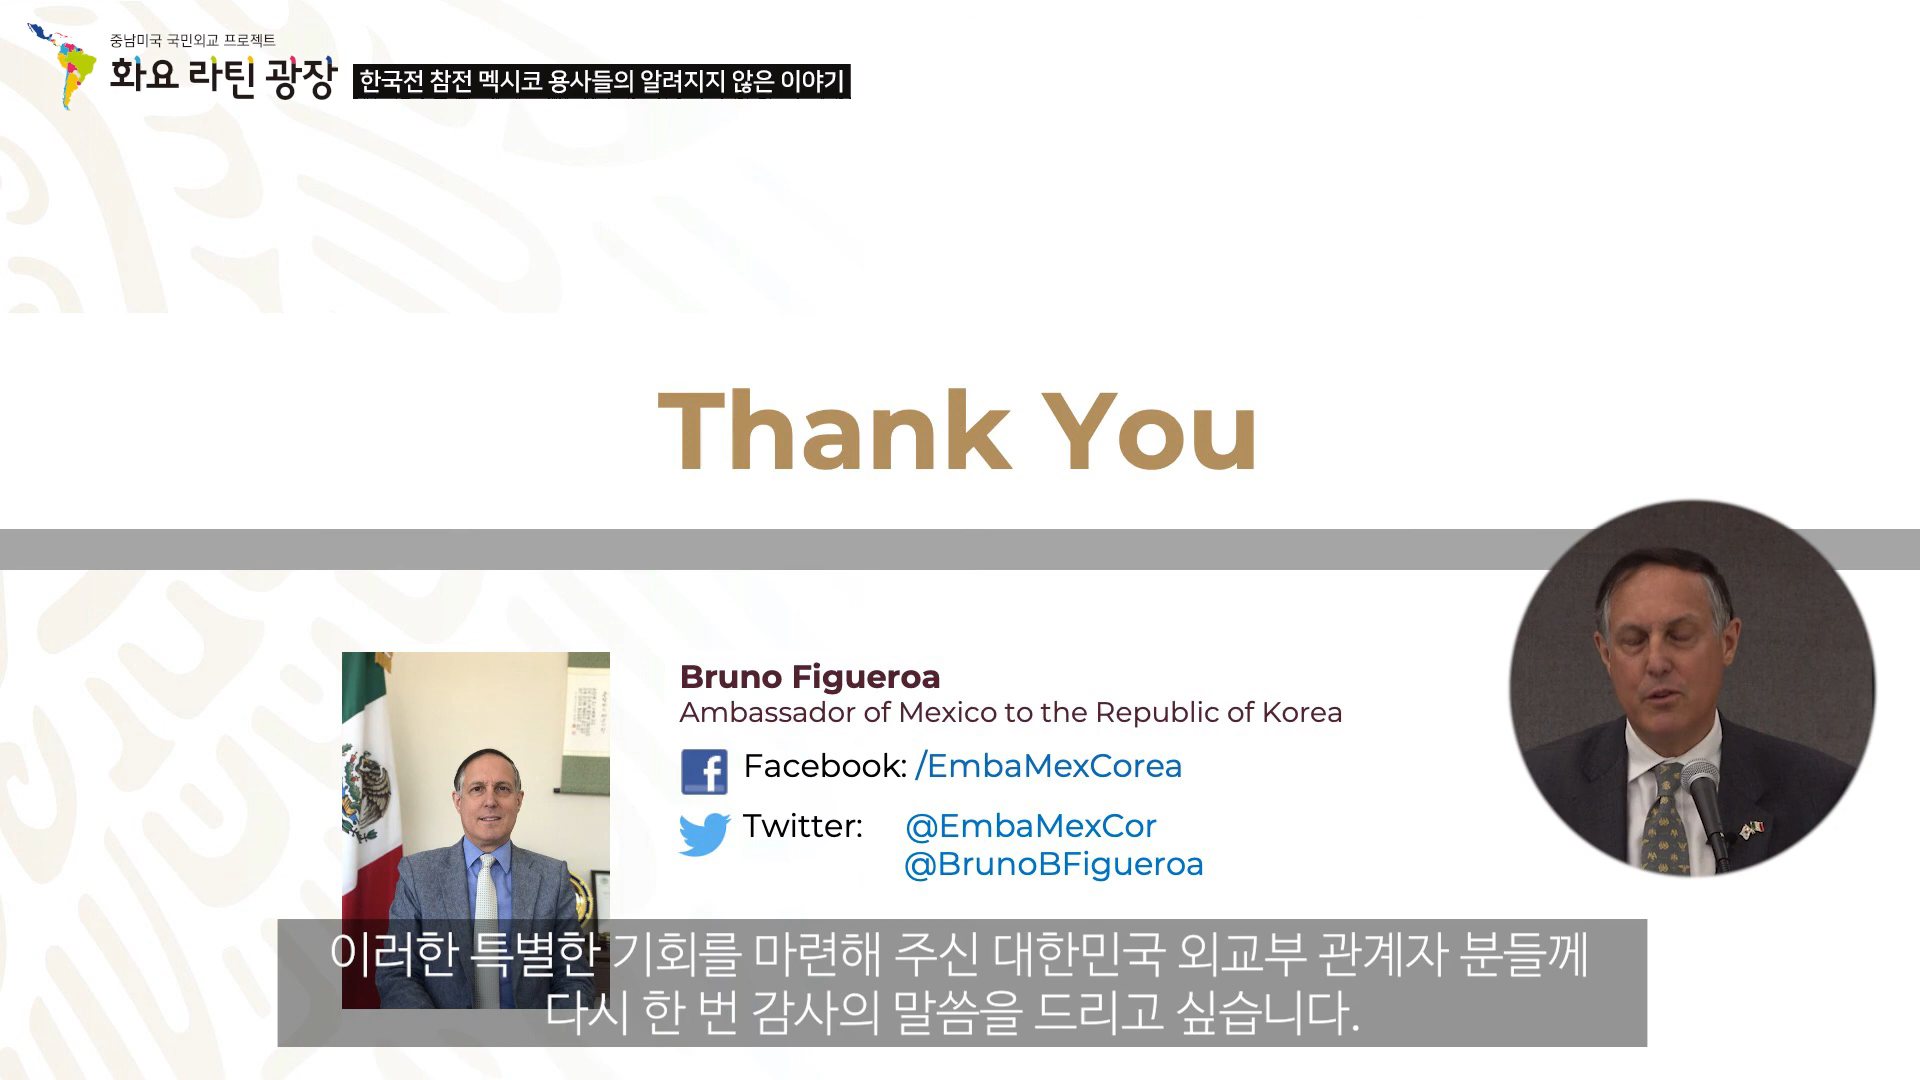 중남미국 국민외교 프로젝트
화요 라틴 광장
한국전 참전 멕시코 용사들의 알려지지 않은 이야기
Thank You
Bruno Figueroa
Ambassador of Mexico to the Republic of Korea
Facebook: /EmbaMexCorea
Twitter: @EmbaMexCor
@BrunoBFigueroa
이러한 특별한 기회를 마련해 주신 대한민국 외교부 관계자 분들께
다시 한 번 감사의 말씀을 드리고 싶습니다.